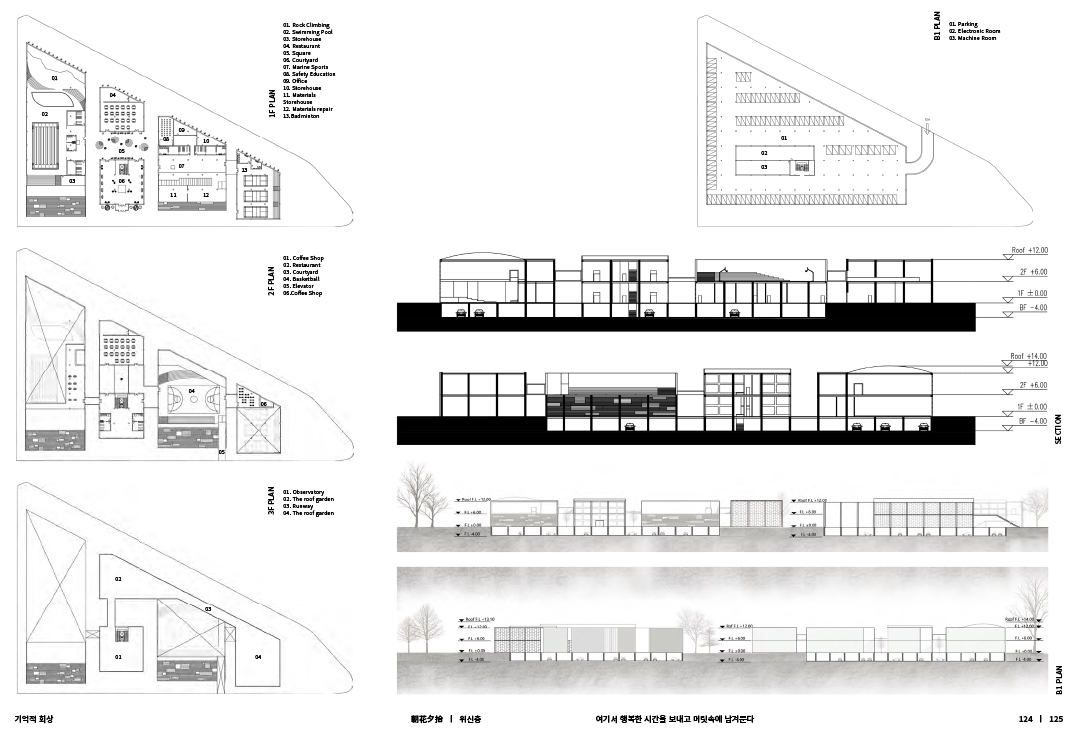 1F PLAN
01. Rock Climbing
02. Swimming Pool
03. Storehouse
04. Restaurant
05. Square
06. Courtyard
07. Marine Sports
08. Safety Education
09. Office
10. Storehouse
11. Materials
Storehouse
12. Materials repair
13.Badminton
01
02
03
04
05
06
07
08
09
10
11
12
13
2F PLAN
01. Coffee Shop
02. Restaurant
03. Courtyard
04. Basketball
05. Elevator
06.Coffee Shop
04
05
06
3F PLAN
01. Observatory
02. The roof garden
03. Runway
04. The roof garden
01
02
03
04
B1 PLAN
01. Parking
02. Electronic Room
03. Machine Room
01
02
03
Roof +12.00
2F +6.00
1F ±0.00
BF -4.00
Roof +14.00
+12.00
2F +6.00
1F ±0.00
BF -4.00
SECTION
Roof F.L +12.00
F.L +6.00
F.L ±0.00
F.L -4.00
Roof F.L +12.00
F.L +6.00
F.L ±0.00
F.L -4.00
F.L +6.00
F.L ±0.00
F.L -4.00
F.L +6.00
F.L ±0.00
F.L -4.00
Roof F.L +14.00
F.L +12.00
F.L +6.00
F.L ±0.00
F.L -4.00
B1 PLAN
기억적 회상
朝花夕拾 | 위신충
여기서 행복한 시간을 보내고 머릿속에 남겨준다
124 | 125